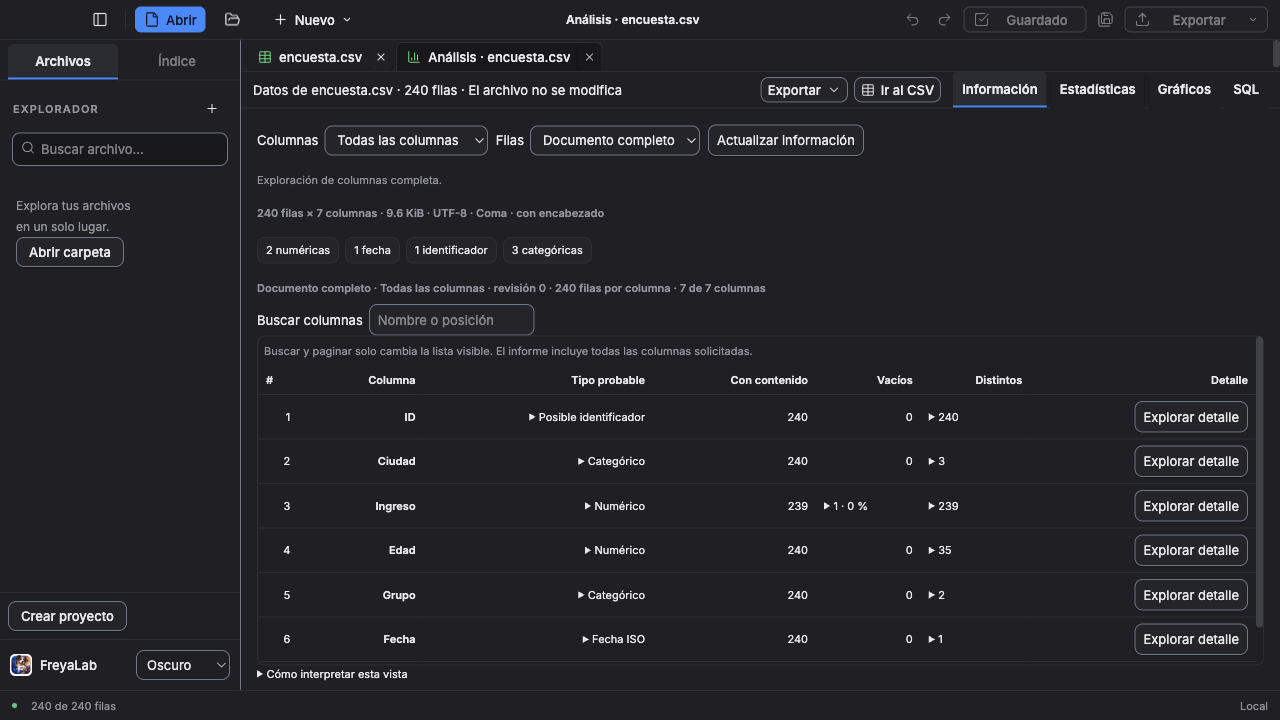 Abrir
Nuevo
Análisis · encuesta.csv
Guardado
Exportar
Archivos
Índice
encuesta.csv
Análisis · encuesta.csv
EXPLORADOR
Buscar archivo...
Explora tus archivos
en un solo lugar.
Abrir carpeta
Crear proyecto
FreyaLab
Oscuro
Datos de encuesta.csv · 240 filas · El archivo no se modifica
Exportar
Ir al CSV
Información
Estadísticas
Gráficos
SQL
Columnas
Todas las columnas
Filas
Documento completo
Actualizar información
Exploración de columnas completa.
240 filas × 7 columnas · 9.6 KiB · UTF-8 · Coma · con encabezado
2 numéricas
1 fecha
1 identificador
3 categóricas
Documento completo · Todas las columnas · revisión 0 · 240 filas por columna · 7 de 7 columnas
Buscar columnas
Nombre o posición
Buscar y paginar solo cambia la lista visible. El informe incluye todas las columnas solicitadas.
# Columna Tipo probable Con contenido Vacíos Distintos Detalle
1 ID Posible identificador 240 0 240 Explorar detalle
2 Ciudad Categórico 240 0 3 Explorar detalle
3 Ingreso Numérico 239 1 · 0 % 239 Explorar detalle
4 Edad Numérico 240 0 35 Explorar detalle
5 Grupo Categórico 240 0 2 Explorar detalle
6 Fecha Fecha ISO 240 0 1 Explorar detalle
Cómo interpretar esta vista
240 de 240 filas
Local